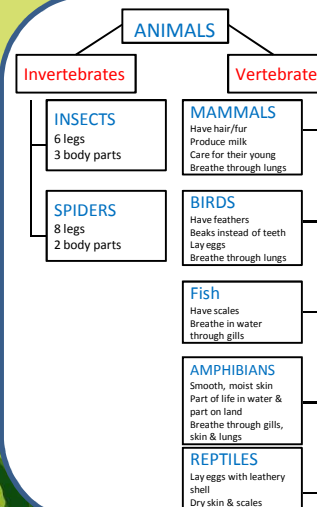 ANIMALS
Invertebrates
Vertebrate
INSECTS
6 legs
3 body parts
SPIDERS
8 legs
2 body parts
MAMMALS
Have hair/fur
Produce milk
Care for their young
Breathe through lungs
BIRDS
Have feathers
Beaks instead of teeth
Lay eggs
Breathe through lungs
Fish
Have scales
Breathe in water
through gills
AMPHIBIANS
Smooth, moist skin
Part of life in water &
part on land
Breathe through gills,
skin & lungs
REPTILES
Lay eggs with leathery
shell
Dry skin & scales